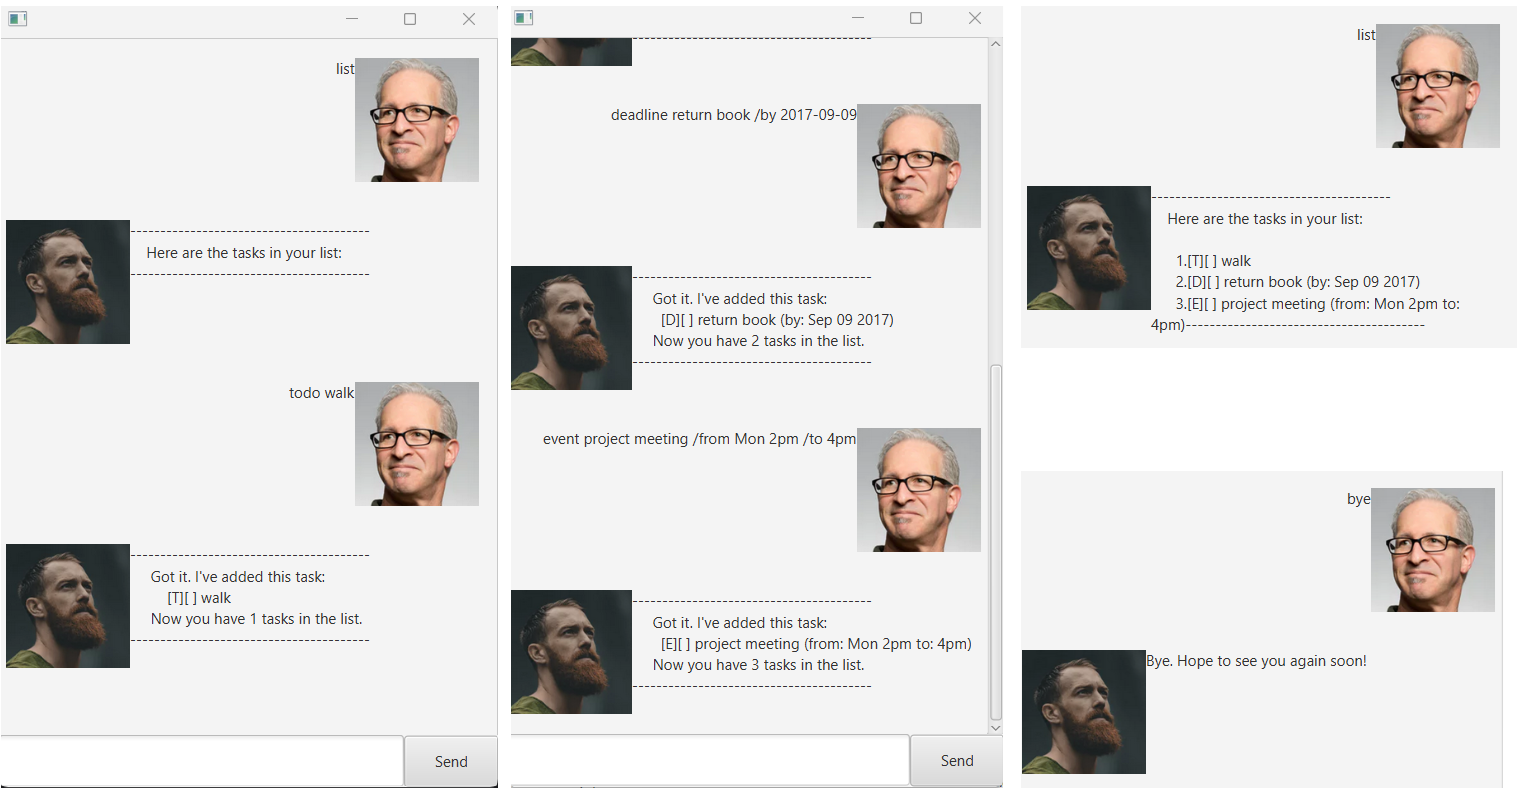 list
----------------------------------------
Here are the tasks in your list:
----------------------------------------
todo walk
----------------------------------------
Got it. I've added this task:
[T][ ] walk
Now you have 1 tasks in the list.
----------------------------------------
Send
----------------------------------------
deadline return book /by 2017-09-09
----------------------------------------
Got it. I've added this task:
[D][ ] return book (by: Sep 09 2017)
Now you have 2 tasks in the list.
----------------------------------------
event project meeting /from Mon 2pm /to 4pm
----------------------------------------
Got it. I've added this task:
[E][ ] project meeting (from: Mon 2pm to: 4pm)
Now you have 3 tasks in the list.
----------------------------------------
Send
list
----------------------------------------
Here are the tasks in your list:
1.[T][ ] walk
2.[D][ ] return book (by: Sep 09 2017)
3.[E][ ] project meeting (from: Mon 2pm to:
4pm)----------------------------------------
bye
Bye. Hope to see you again soon!